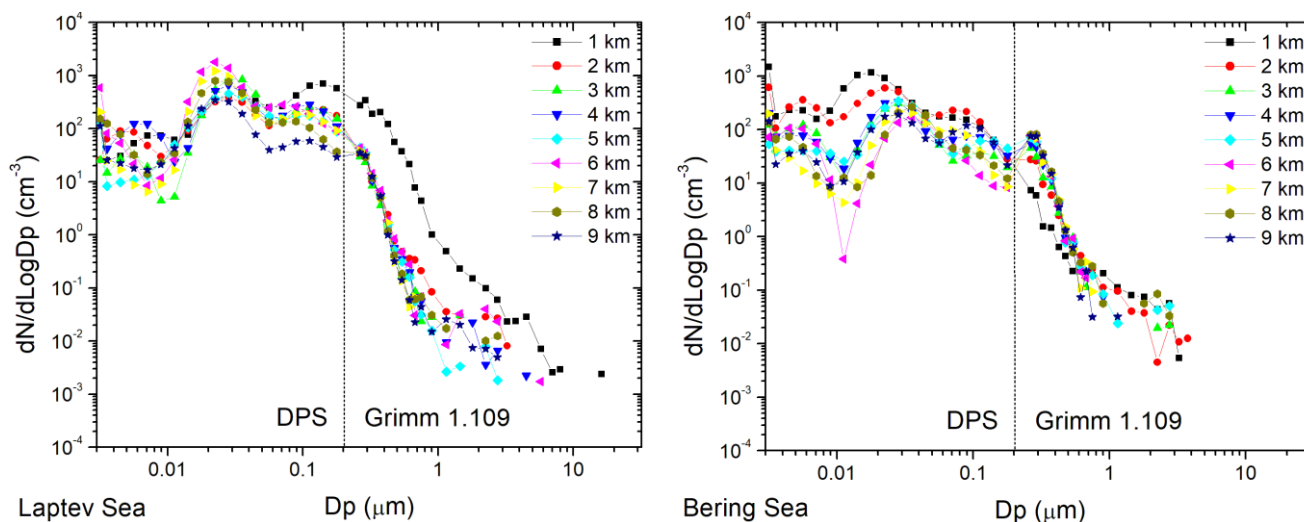 dN/dLogDp (cm⁻³)
10⁴
10³
10²
10¹
10⁰
10⁻¹
10⁻²
10⁻³
10⁻⁴
1 km
2 km
3 km
4 km
5 km
6 km
7 km
8 km
9 km
DPS
Grimm 1.109
0.01
0.1
1
10
Laptev Sea
Dp (μm)
dN/dLogDp (cm⁻³)
10⁴
10³
10²
10¹
10⁰
10⁻¹
10⁻²
10⁻³
10⁻⁴
1 km
2 km
3 km
4 km
5 km
6 km
7 km
8 km
9 km
DPS
Grimm 1.109
0.01
0.1
1
10
Bering Sea
Dp (μm)